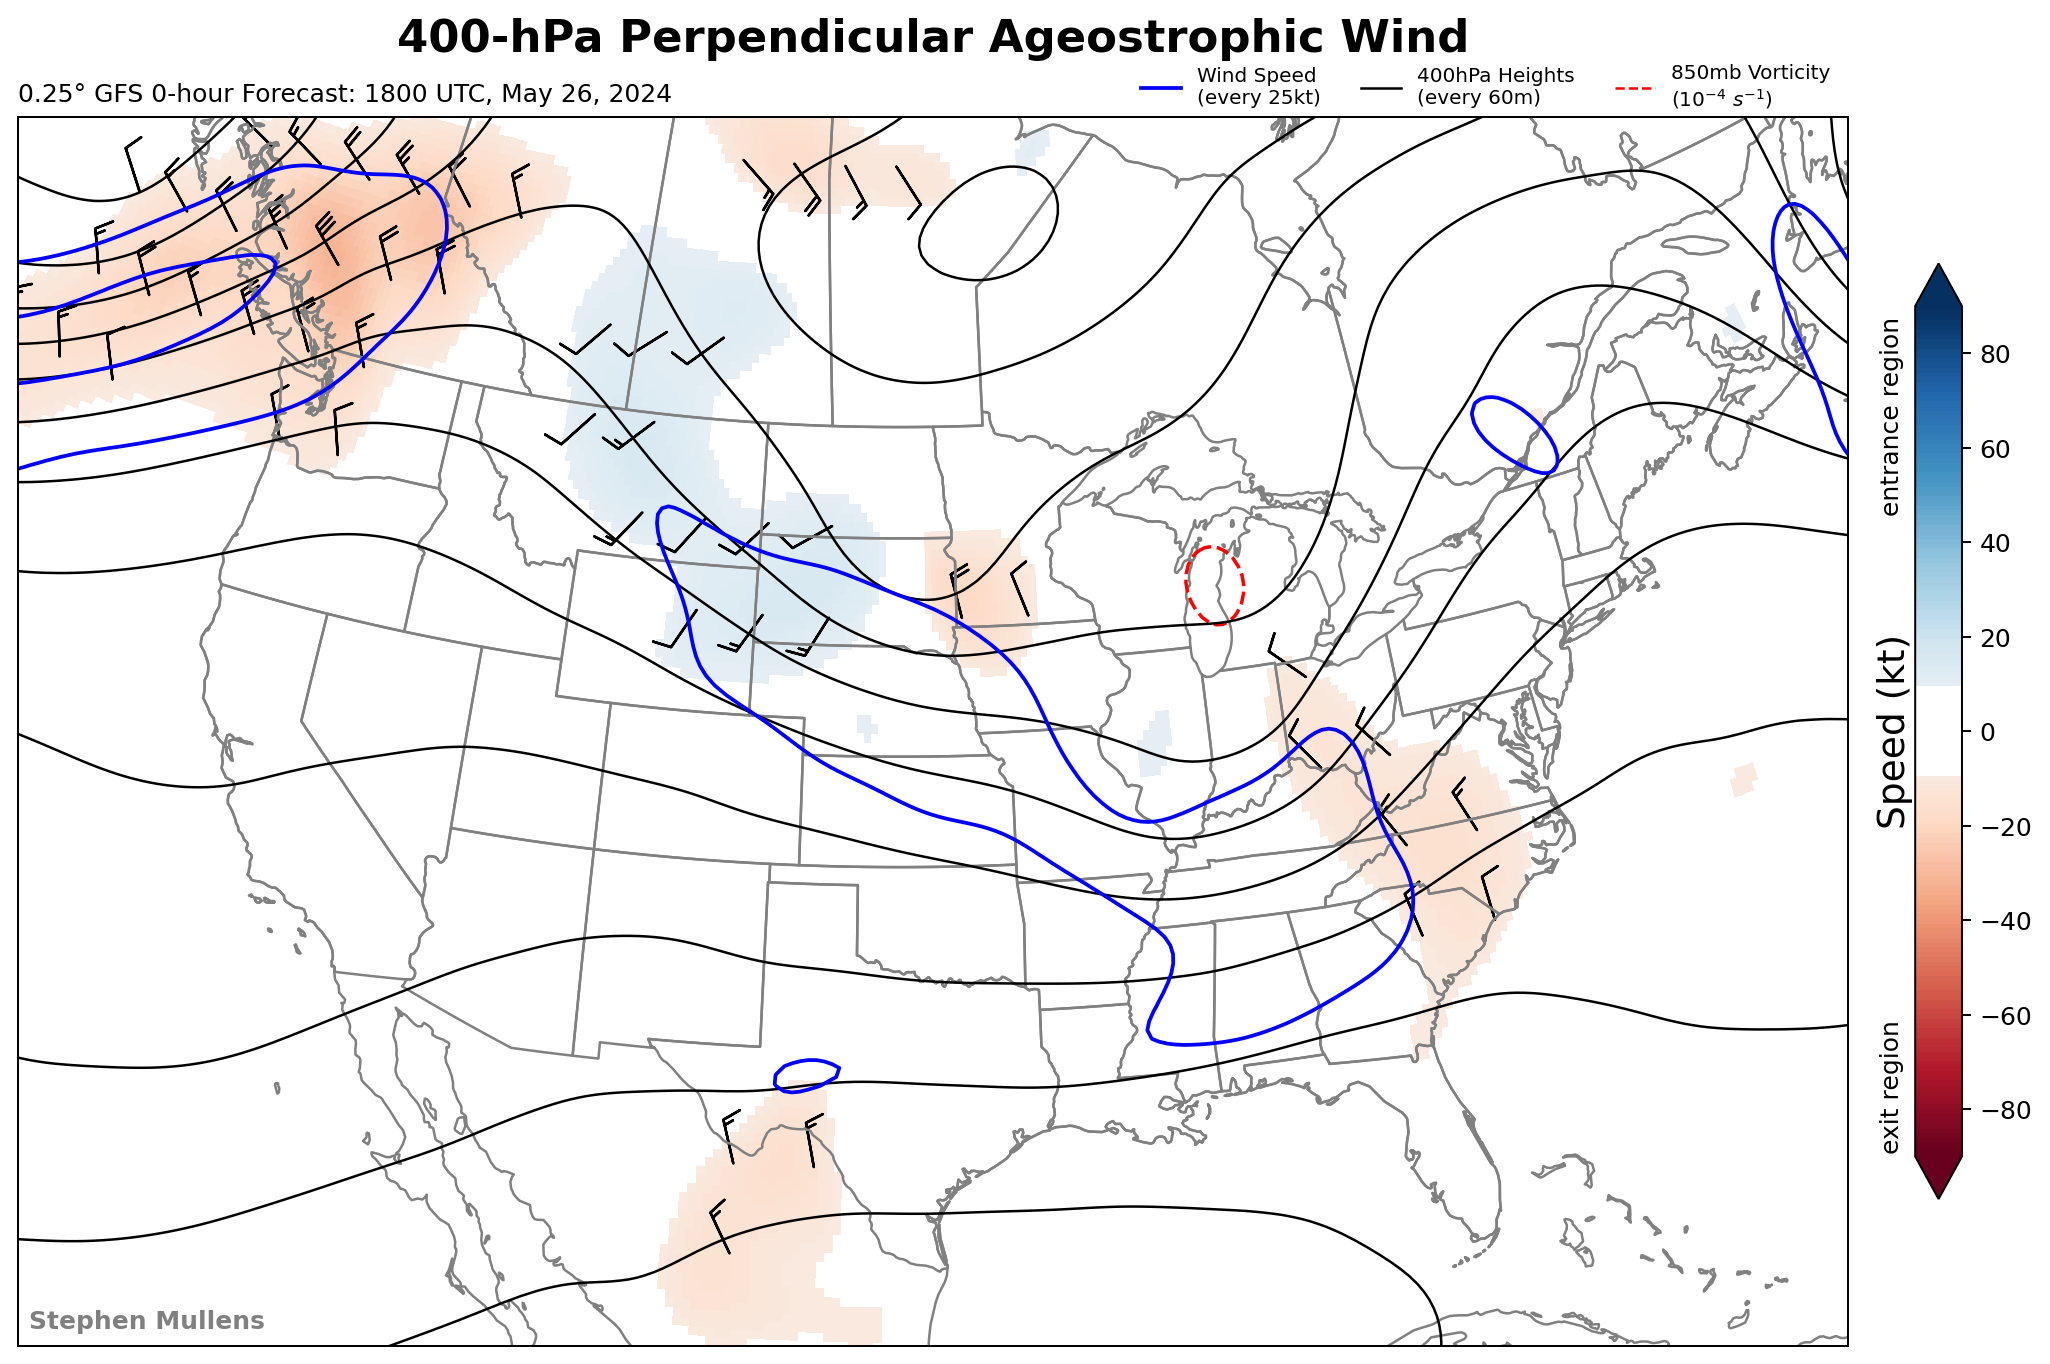 400-hPa Perpendicular Ageostrophic Wind
0.25° GFS 0-hour Forecast: 1800 UTC, May 26, 2024
Wind Speed
(every 25kt)
400hPa Heights
(every 60m)
850mb Vorticity
(10⁻⁴ s⁻¹)
entrance region
Speed (kt)
exit region
80
60
40
20
0
−20
−40
−60
−80
Stephen Mullens